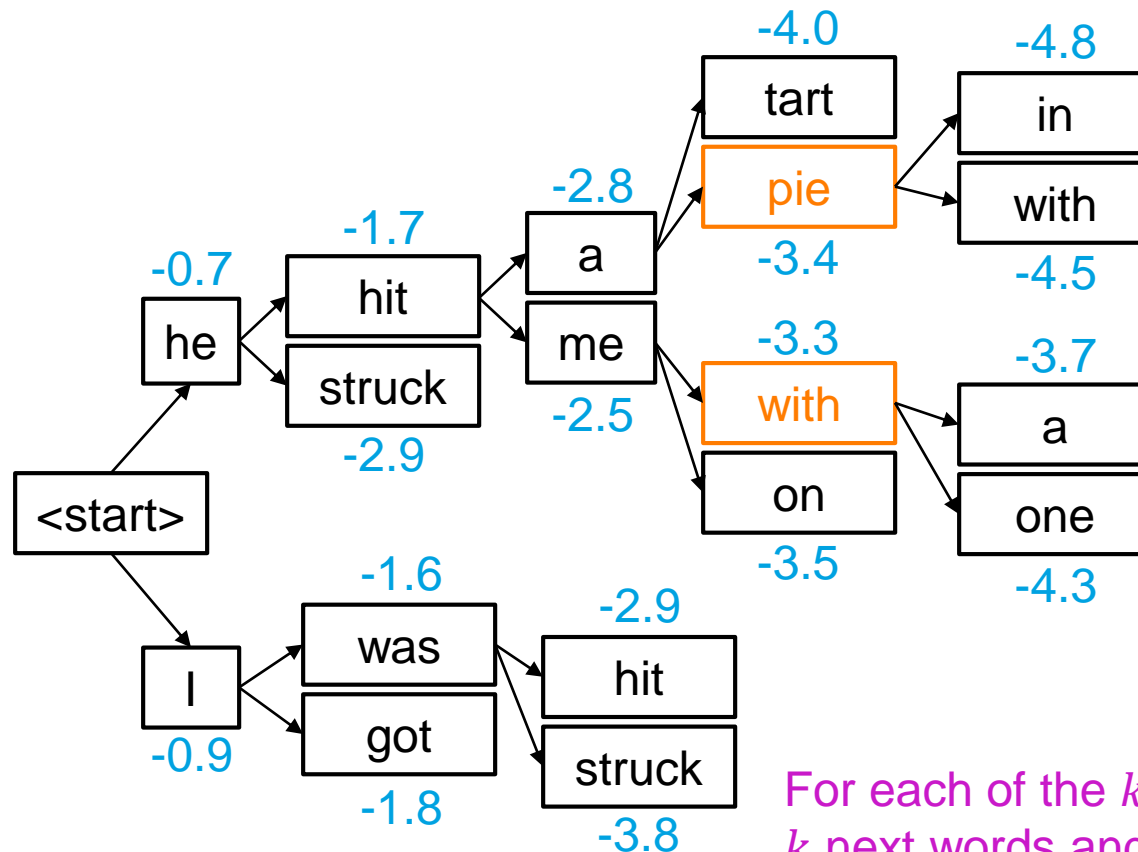 -4.0
-4.8
tart
in
-2.8
pie
with
-1.7
a
-3.4
-4.5
-0.7
hit
me
-3.3
-3.7
he
struck
-2.5
with
a
-2.9
<start>
on
one
-3.5
-4.3
-1.6
-2.9
was
hit
I
got
struck
-0.9
-1.8
-3.8
For each of the k
k next words and